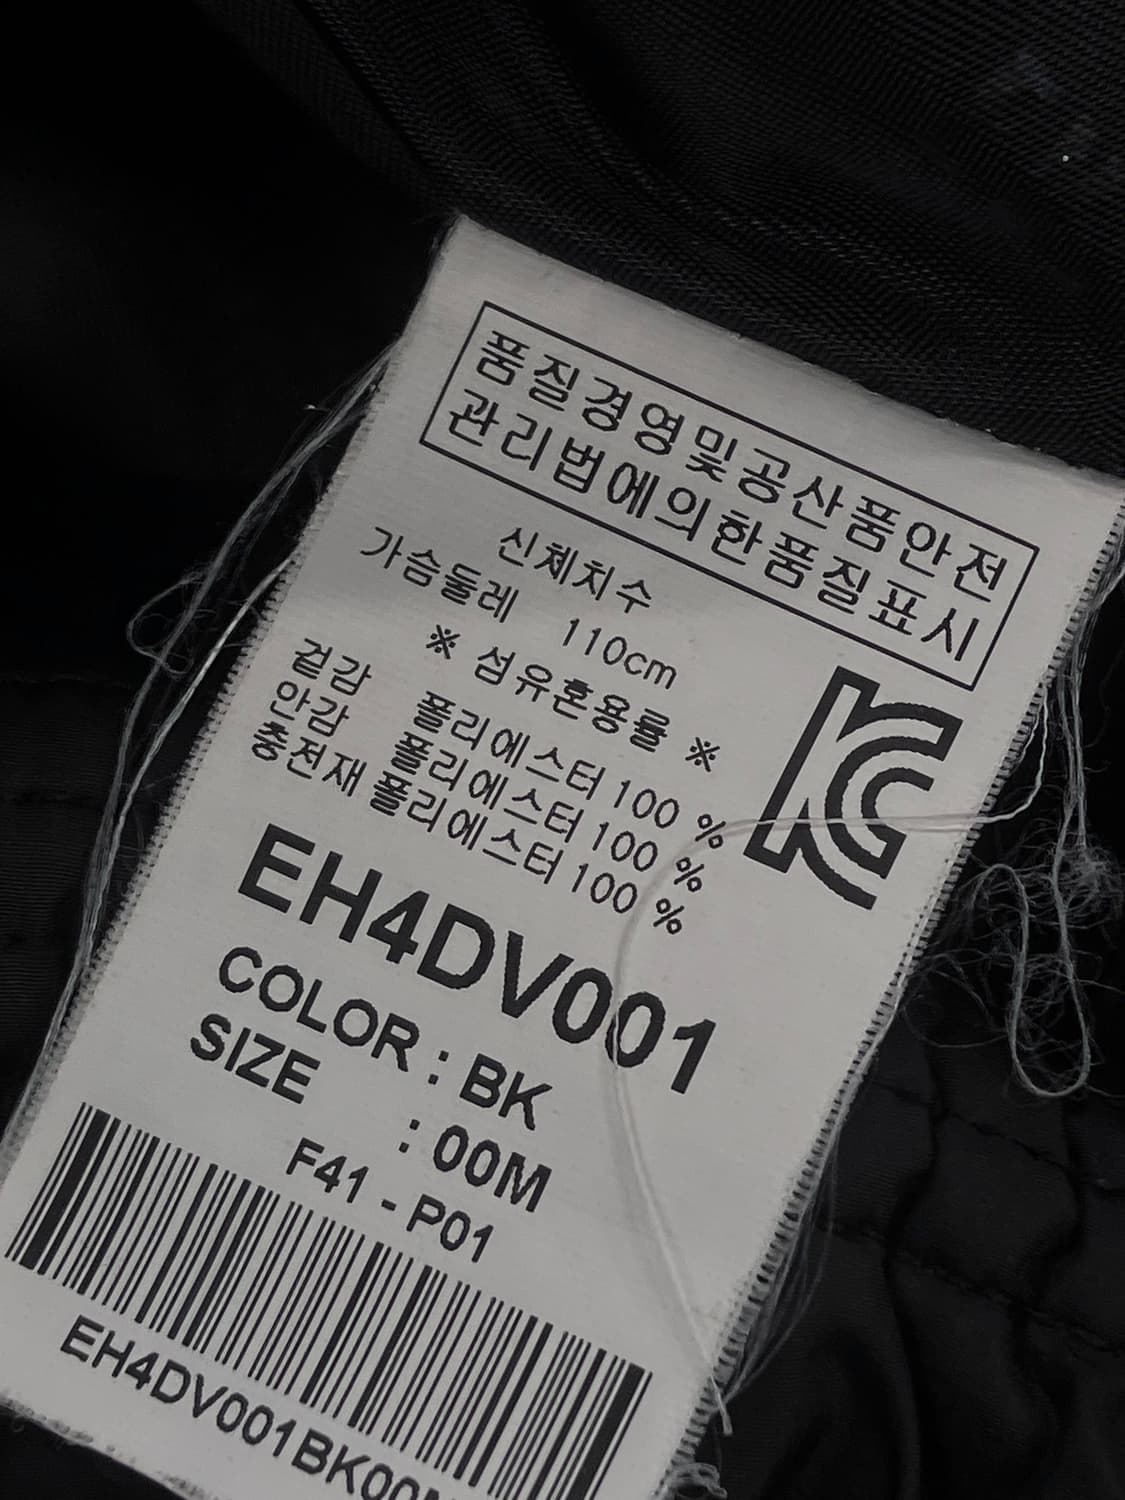 품질경영및공산품안전
관리법에의한품질표시
신체치수
가슴둘레 110cm
※ 섬유혼용률 ※
겉감 폴리에스터 100 %
안감 폴리에스터 100 %
충전재 폴리에스터 100 %
EH4DV001
COLOR : BK
SIZE : 00M
F41 - P01
EH4DV001BK00M